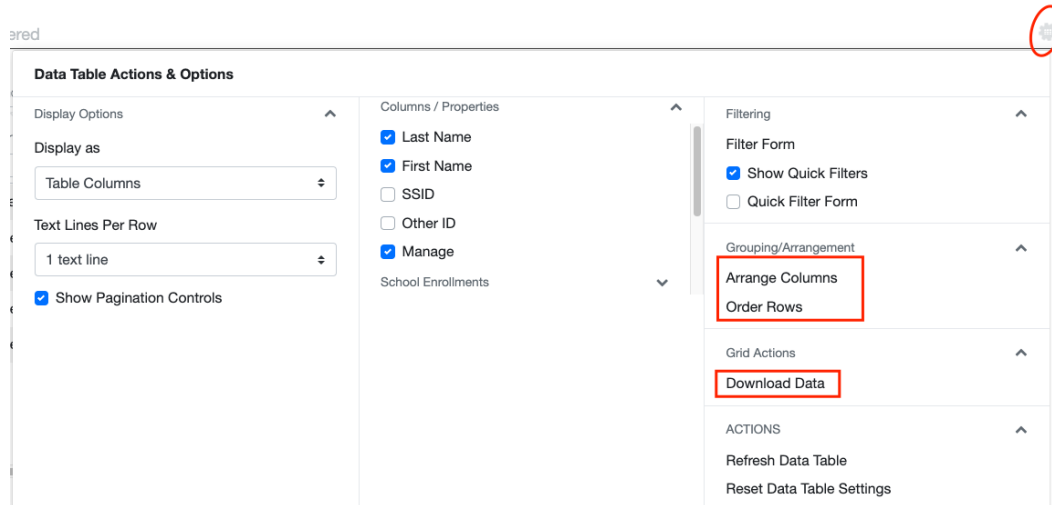 ered
Data Table Actions & Options
Display Options
Display as
Table Columns
Text Lines Per Row
1 text line
Show Pagination Controls
Columns / Properties
Last Name
First Name
SSID
Other ID
Manage
School Enrollments
Filtering
Filter Form
Show Quick Filters
Quick Filter Form
Grouping/Arrangement
Arrange Columns
Order Rows
Grid Actions
Download Data
ACTIONS
Refresh Data Table
Reset Data Table Settings